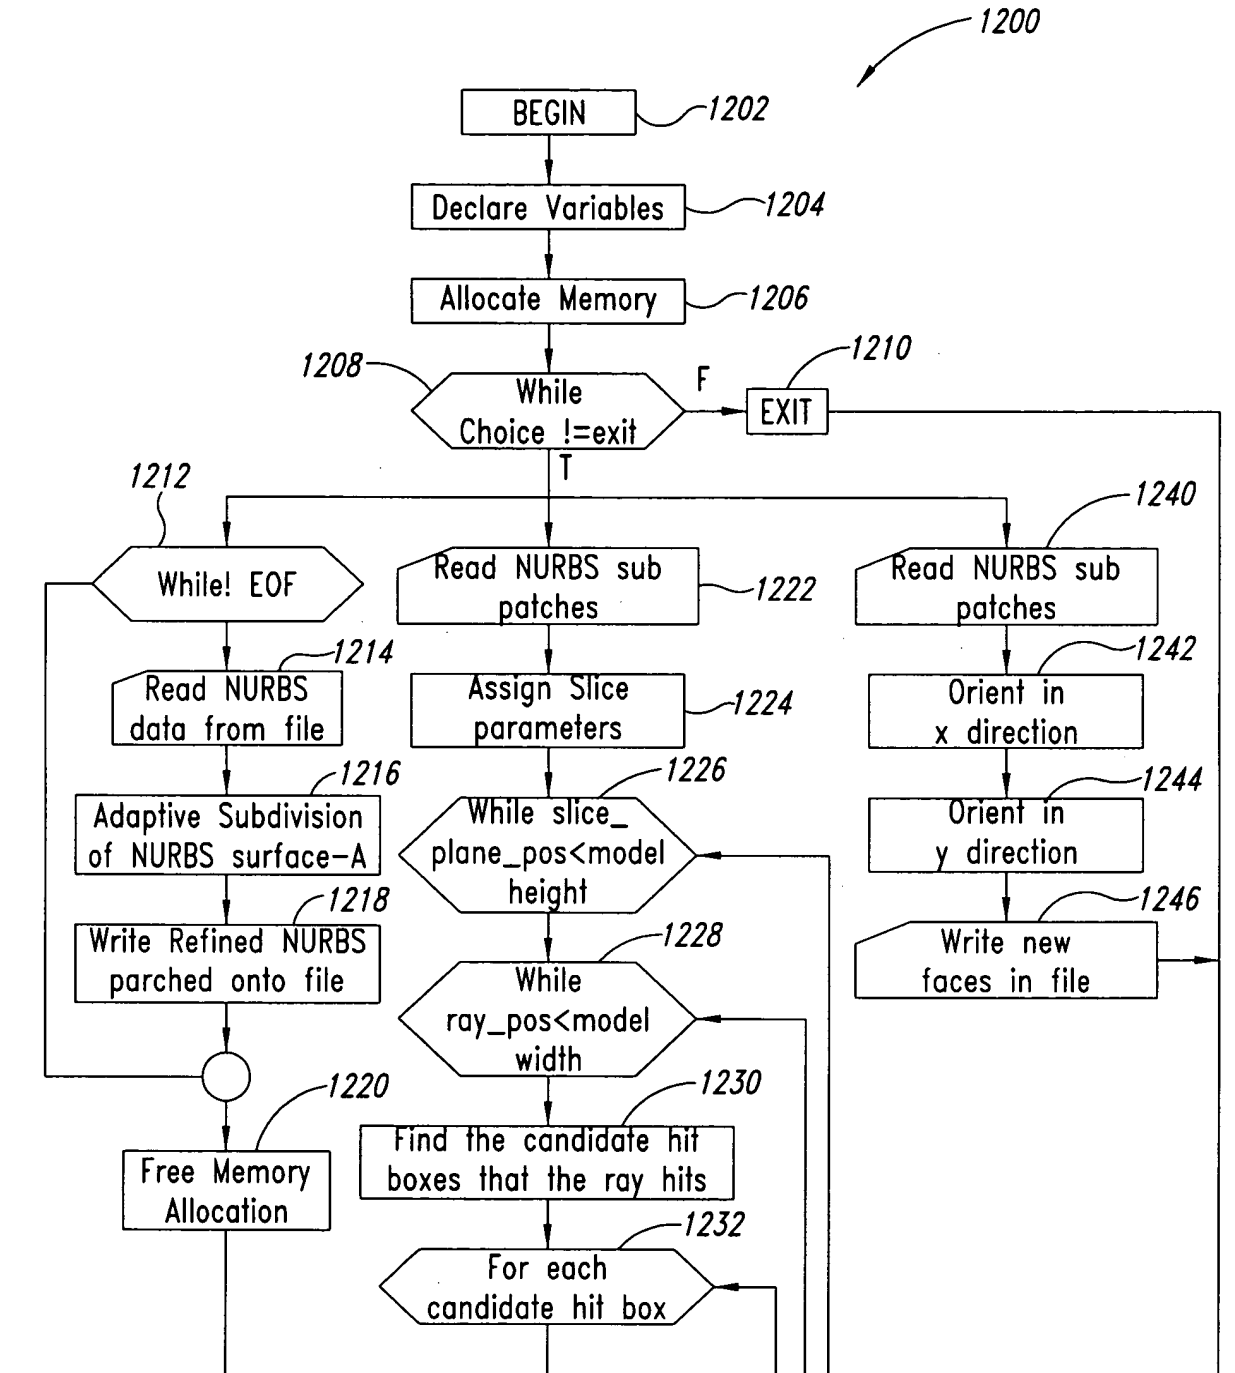 1200
BEGIN
1202
Declare Variables
1204
Allocate Memory
1206
1208
While
Choice !=exit
F
EXIT
1210
T
1212
While! EOF
1214
Read NURBS
data from file
1216
Adaptive Subdivision
of NURBS surface-A
1218
Write Refined NURBS
parched onto file
1220
Free Memory
Allocation
Read NURBS sub
patches
1222
Assign Slice
parameters
1224
1226
While slice_
plane_pos<model
height
1228
While
ray_pos<model
width
1230
Find the candidate hit
boxes that the ray hits
1232
For each
candidate hit box
1240
Read NURBS sub
patches
1242
Orient in
x direction
1244
Orient in
y direction
1246
Write new
faces in file